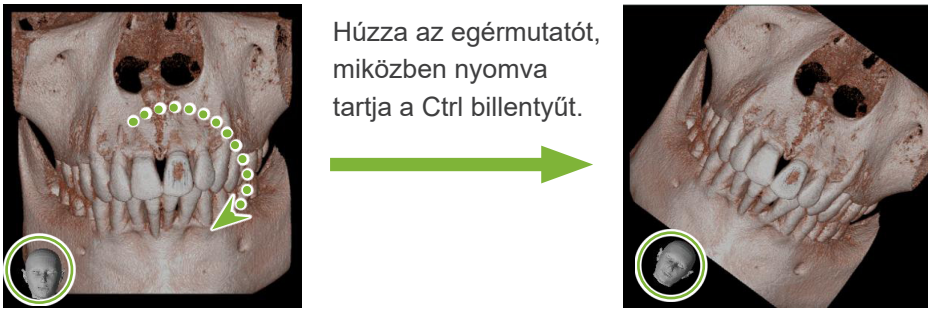 Húzza az egérmutatót,
miközben nyomva
tartja a Ctrl billentyűt.